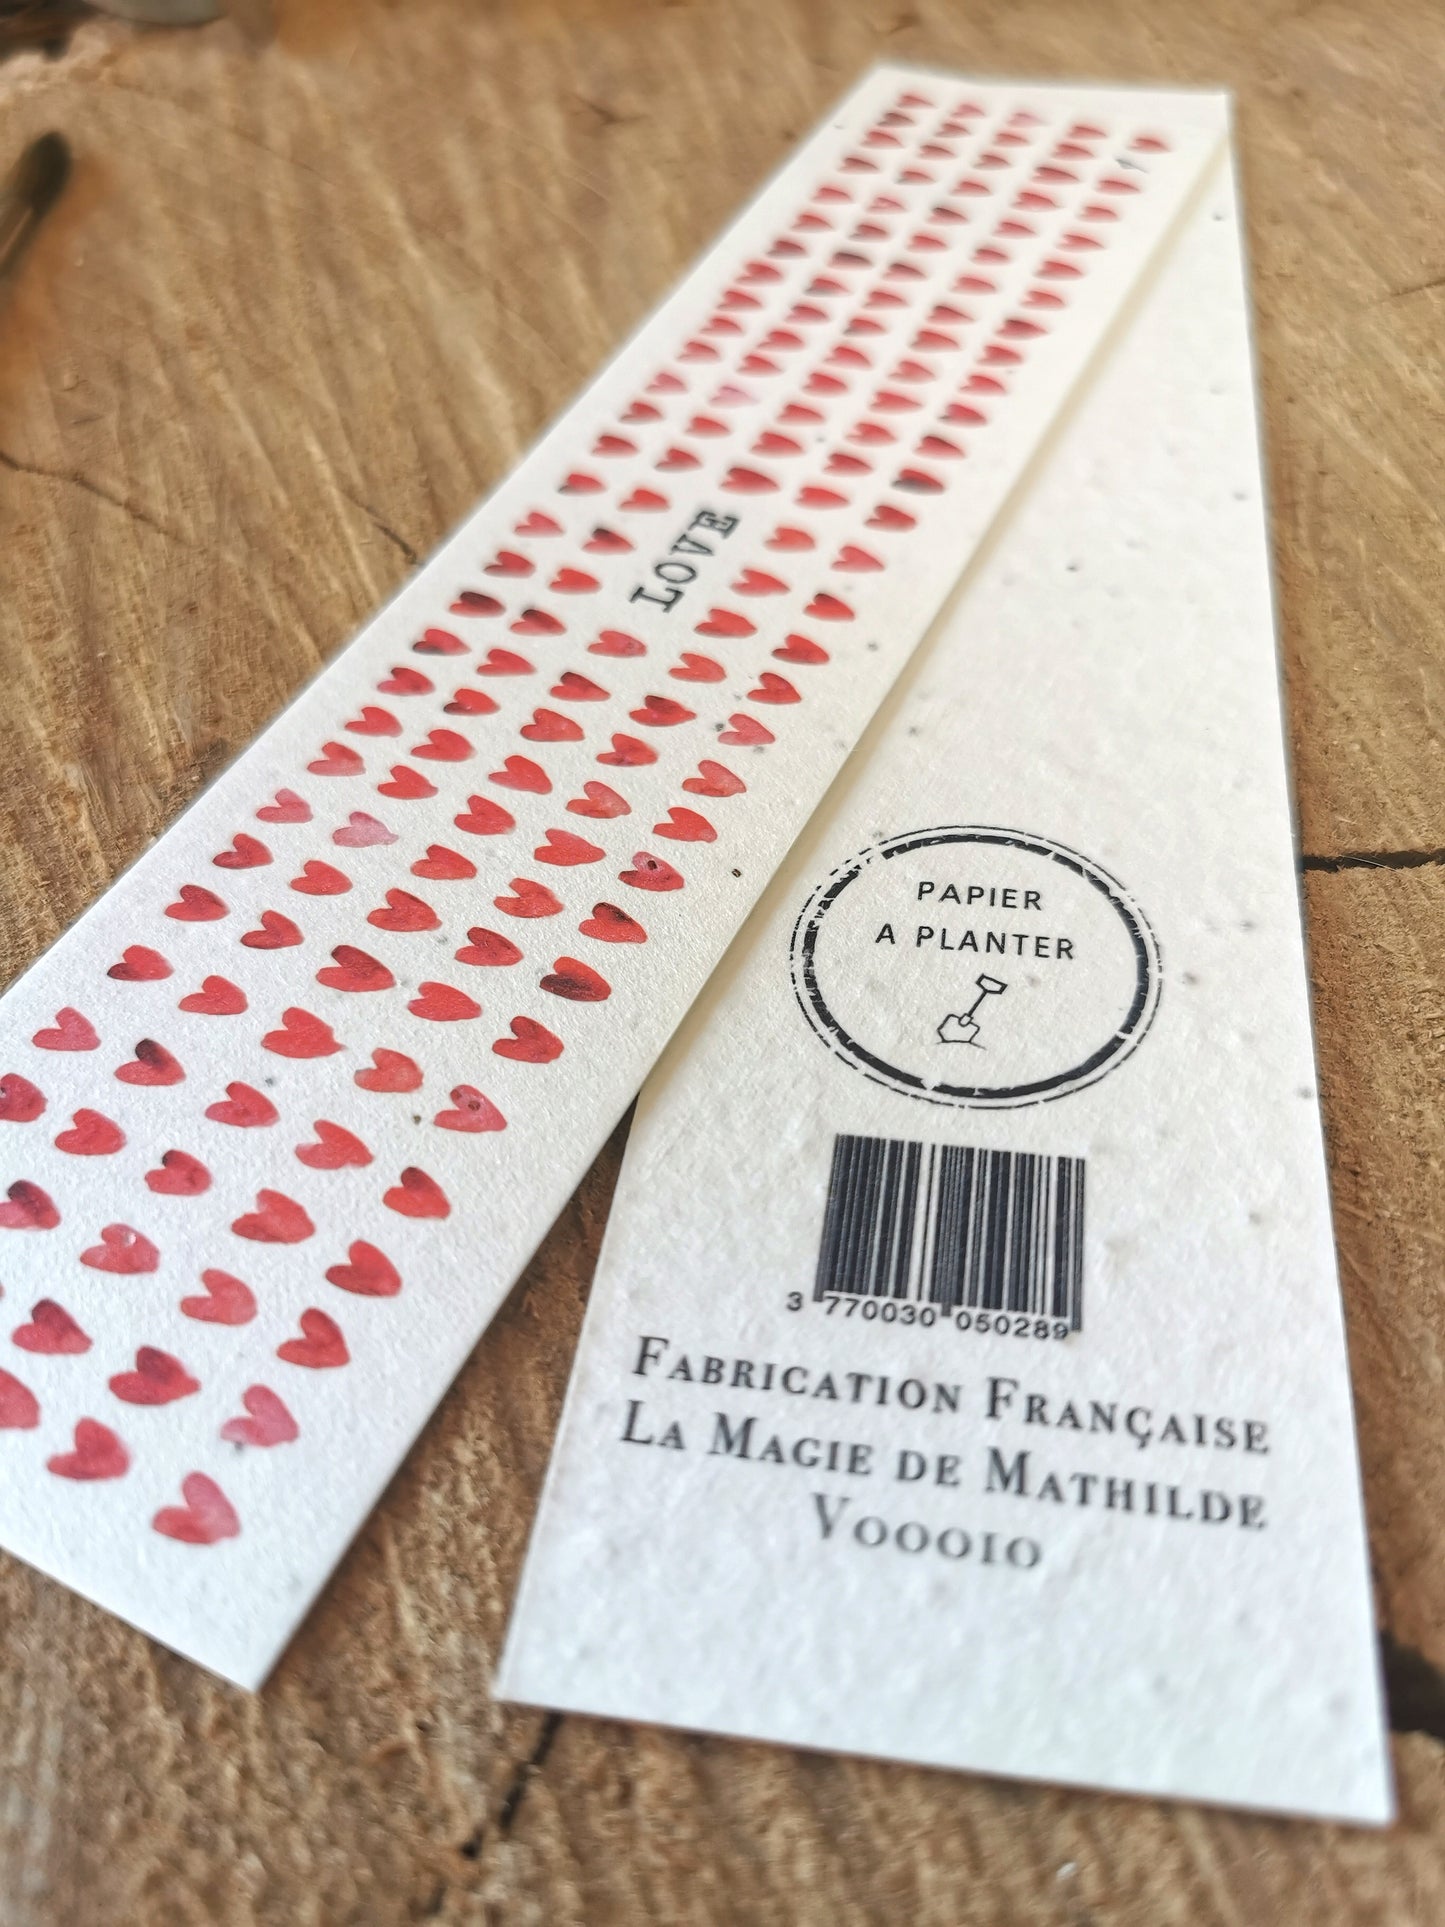 LOVE
PAPIER
A PLANTER
3 770030 050289
FABRICATION FRANÇAISE
LA MAGIE DE MATHILDE
V00010